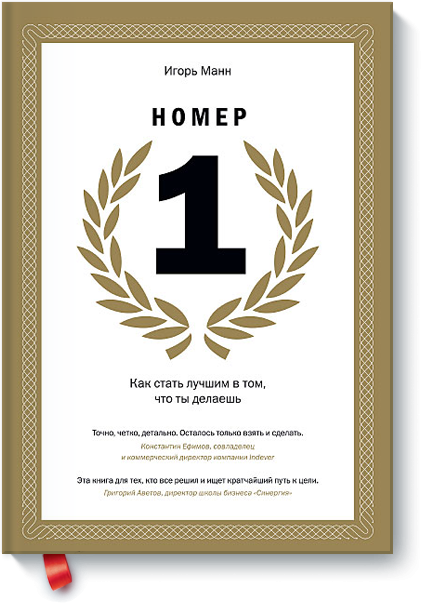 Игорь Манн
НОМЕР
1
Как стать лучшим в том,
что ты делаешь
Точно, четко, детально. Осталось только взять и сделать.
Константин Ефимов, совладелец
и коммерческий директор компании Indever
Эта книга для тех, кто все решил и ищет кратчайший путь к цели.
Григорий Аветов, директор школы бизнеса «Синергия»